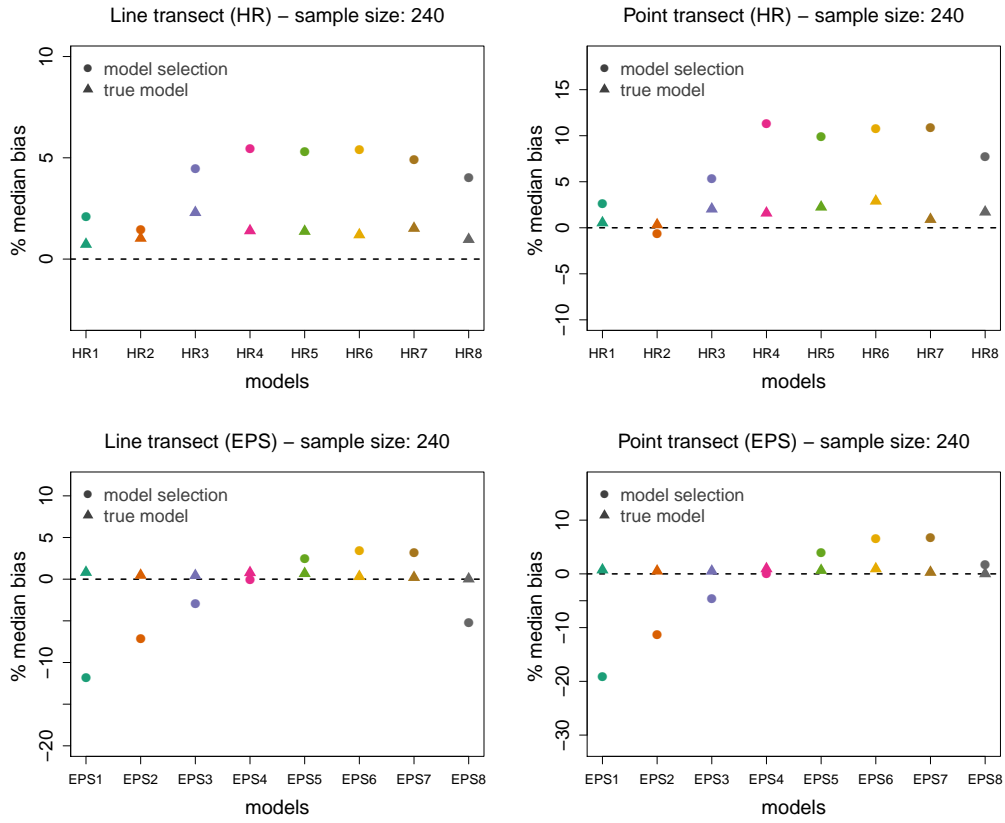 Line transect (HR) − sample size: 240
10
5
0
% median bias
model selection
true model
HR1 HR2 HR3 HR4 HR5 HR6 HR7 HR8
models
Point transect (HR) − sample size: 240
15
10
5
0
−5
−10
% median bias
model selection
true model
HR1 HR2 HR3 HR4 HR5 HR6 HR7 HR8
models
Line transect (EPS) − sample size: 240
10
5
0
−10
−20
% median bias
model selection
true model
EPS1 EPS2 EPS3 EPS4 EPS5 EPS6 EPS7 EPS8
models
Point transect (EPS) − sample size: 240
10
0
−10
−20
−30
% median bias
model selection
true model
EPS1 EPS2 EPS3 EPS4 EPS5 EPS6 EPS7 EPS8
models